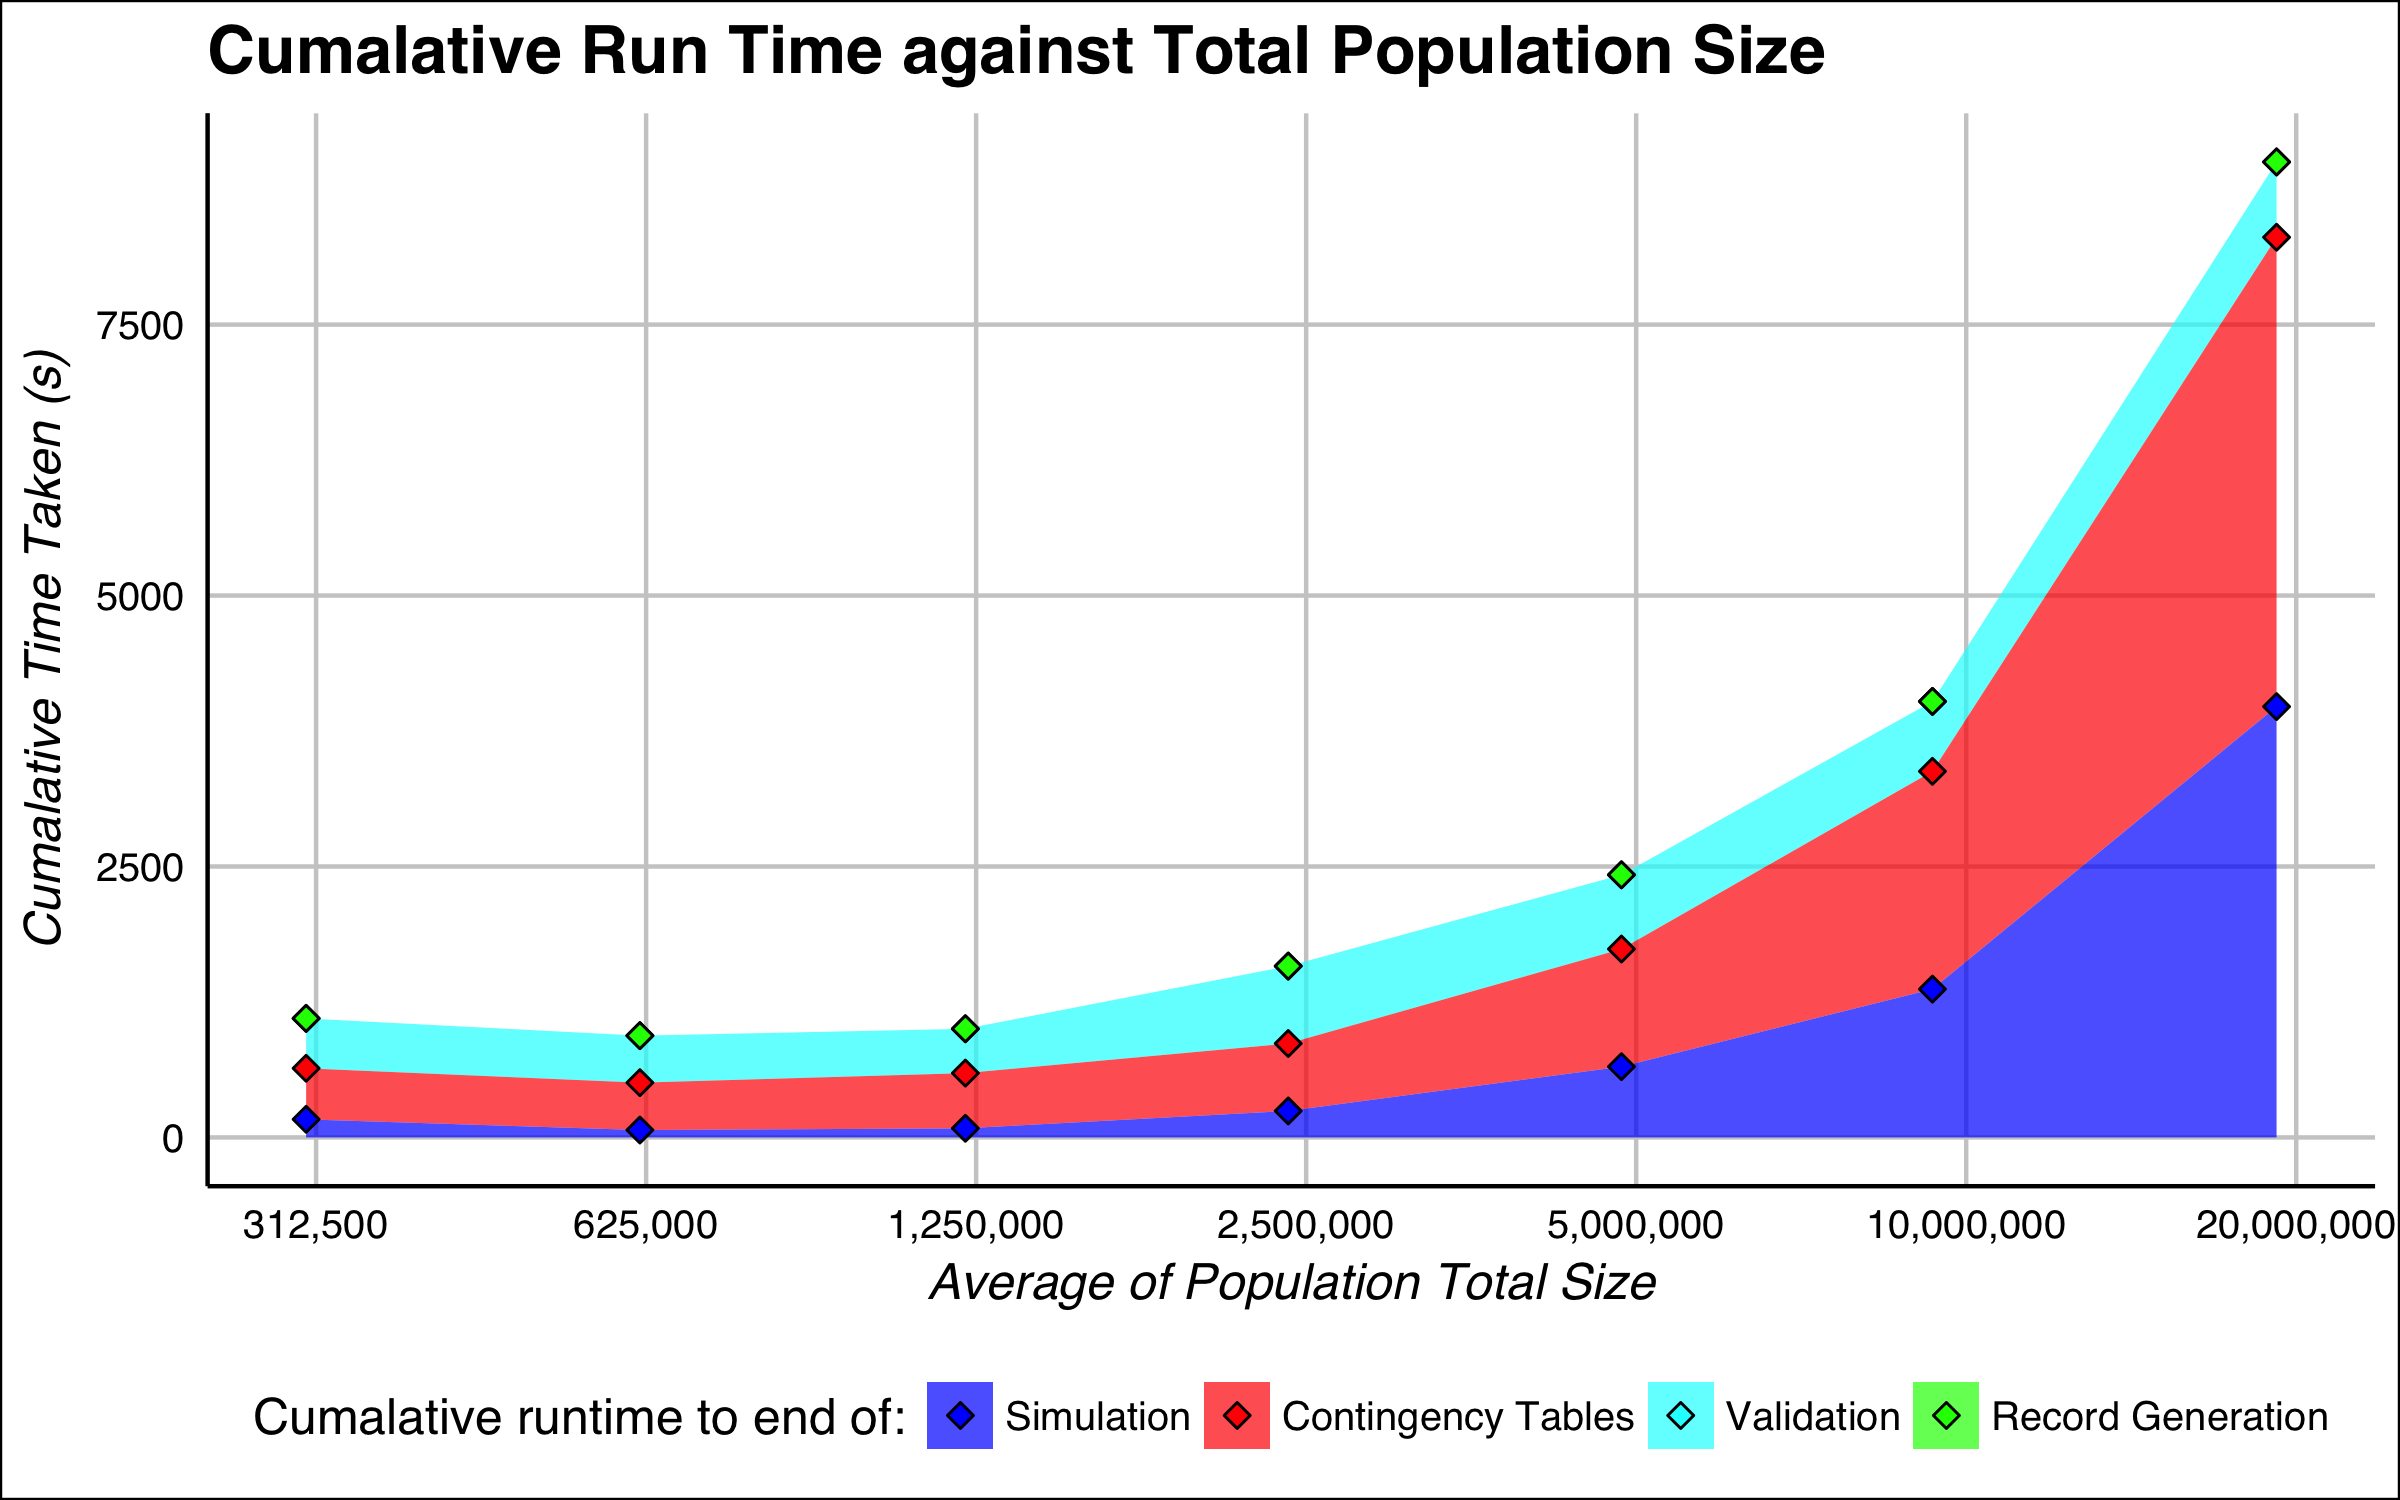 Cumalative Run Time against Total Population Size
Cumalative Time Taken (s)
7500
5000
2500
0
312,500 625,000 1,250,000 2,500,000 5,000,000 10,000,000 20,000,000
Average of Population Total Size
Cumalative runtime to end of: Simulation Contingency Tables Validation Record Generation